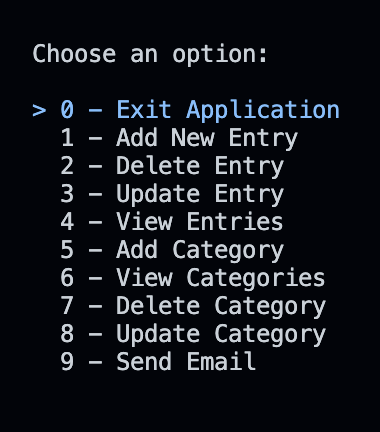 Choose an option:
> 0 – Exit Application
1 – Add New Entry
2 – Delete Entry
3 – Update Entry
4 – View Entries
5 – Add Category
6 – View Categories
7 – Delete Category
8 – Update Category
9 – Send Email